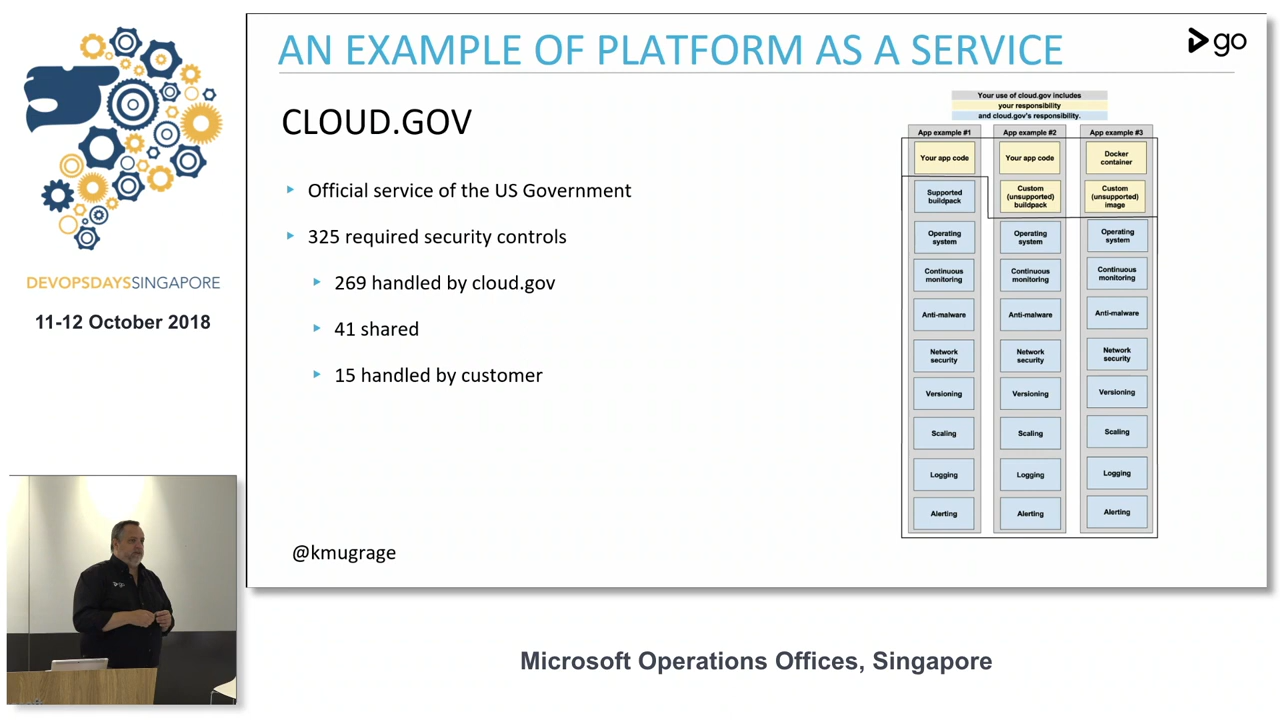 AN EXAMPLE OF PLATFORM AS A SERVICE
go
CLOUD.GOV
Official service of the US Government
325 required security controls
269 handled by cloud.gov
41 shared
15 handled by customer
@kmugrage
Your use of cloud.gov includes
your responsibility
and cloud.gov's responsibility.
App example #1
Your app code
Supported
buildpack
Operating
system
Continuous
monitoring
Anti-malware
Network
security
Versioning
Scaling
Logging
Alerting
App example #2
Your app code
Custom
(unsupported)
buildpack
Operating
system
Continuous
monitoring
Anti-malware
Network
security
Versioning
Scaling
Logging
Alerting
App example #3
Docker
container
Custom
(unsupported)
image
Operating
system
Continuous
monitoring
Anti-malware
Network
security
Versioning
Scaling
Logging
Alerting
DEVOPSDAYSSINGAPORE
11-12 October 2018
go
Microsoft Operations Offices, Singapore